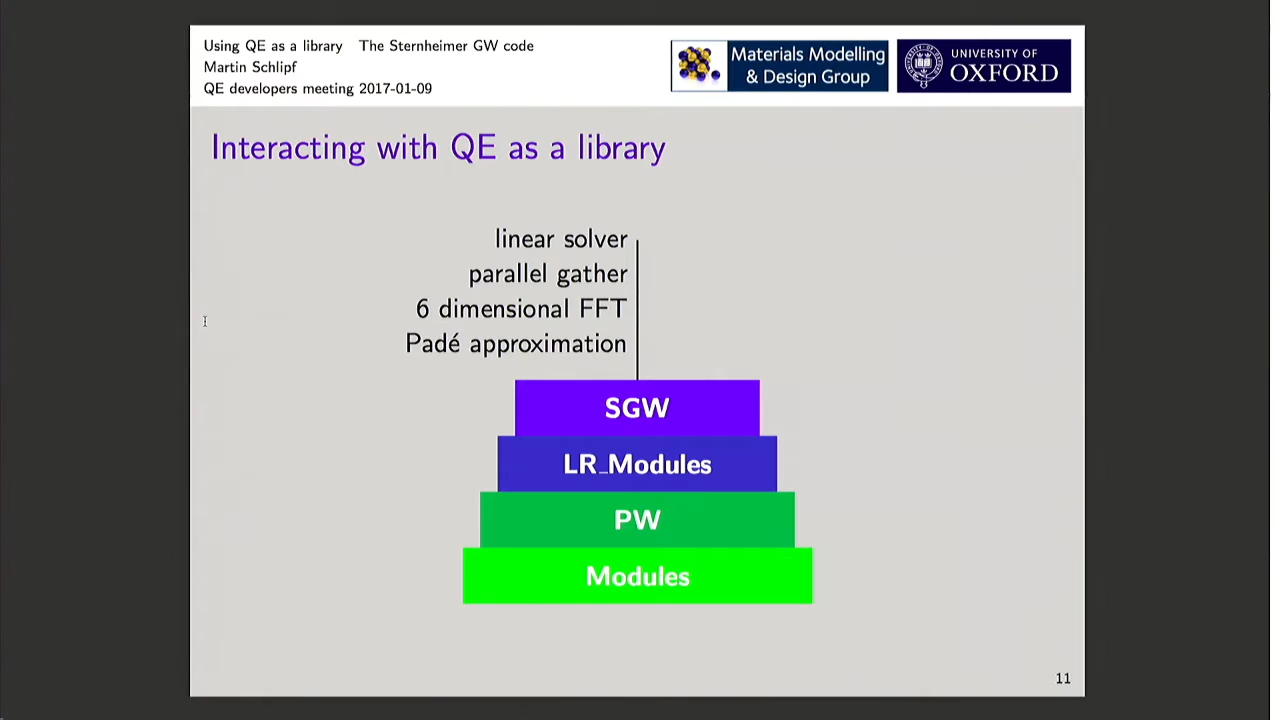 Using QE as a library The Sternheimer GW code
Martin Schlipf
QE developers meeting 2017-01-09
Materials Modelling
& Design Group
UNIVERSITY OF
OXFORD
Interacting with QE as a library
linear solver
parallel gather
6 dimensional FFT
Padé approximation
SGW
LR_Modules
PW
Modules
11